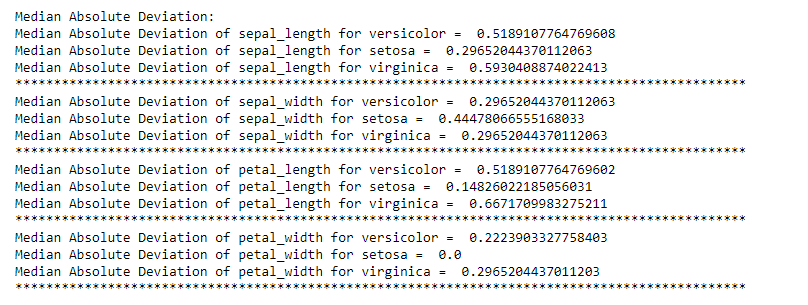 Median Absolute Deviation:
Median Absolute Deviation of sepal_length for versicolor =  0.5189107764769608
Median Absolute Deviation of sepal_length for setosa =  0.29652044370112063
Median Absolute Deviation of sepal_length for virginica =  0.5930408874022413
**********************************************************************************************
Median Absolute Deviation of sepal_width for versicolor =  0.29652044370112063
Median Absolute Deviation of sepal_width for setosa =  0.44478066555168033
Median Absolute Deviation of sepal_width for virginica =  0.29652044370112063
**********************************************************************************************
Median Absolute Deviation of petal_length for versicolor =  0.5189107764769602
Median Absolute Deviation of petal_length for setosa =  0.14826022185056031
Median Absolute Deviation of petal_length for virginica =  0.6671709983275211
**********************************************************************************************
Median Absolute Deviation of petal_width for versicolor =  0.2223903327758403
Median Absolute Deviation of petal_width for setosa =  0.0
Median Absolute Deviation of petal_width for virginica =  0.2965204437011203
**********************************************************************************************